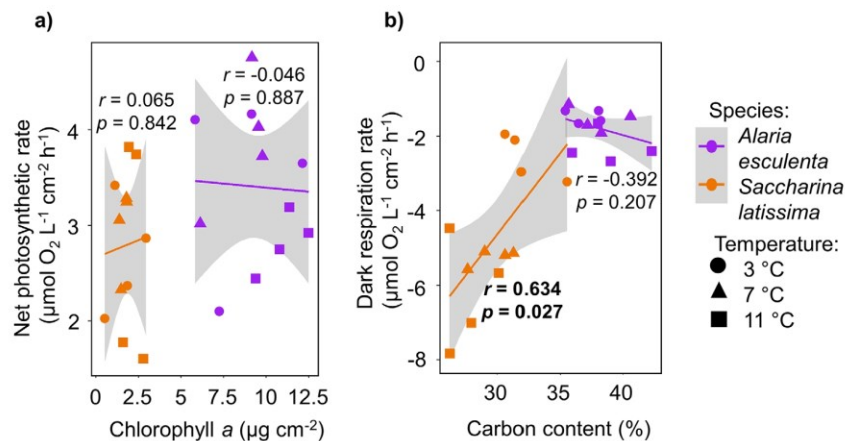 a)
r = 0.065
p = 0.842
r = -0.046
p = 0.887
Net photosynthetic rate
(µmol O₂ L⁻¹ cm⁻² h⁻¹)
4
3
2
0
2.5
5.0
7.5
10.0
12.5
Chlorophyll a (µg cm⁻²)
b)
r = -0.392
p = 0.207
r = 0.634
p = 0.027
Dark respiration rate
(µmol O₂ L⁻¹ cm⁻² h⁻¹)
0
-2
-4
-6
-8
30
35
40
Carbon content (%)
Species:
Alaria
esculenta
Saccharina
latissima
Temperature:
3 °C
7 °C
11 °C